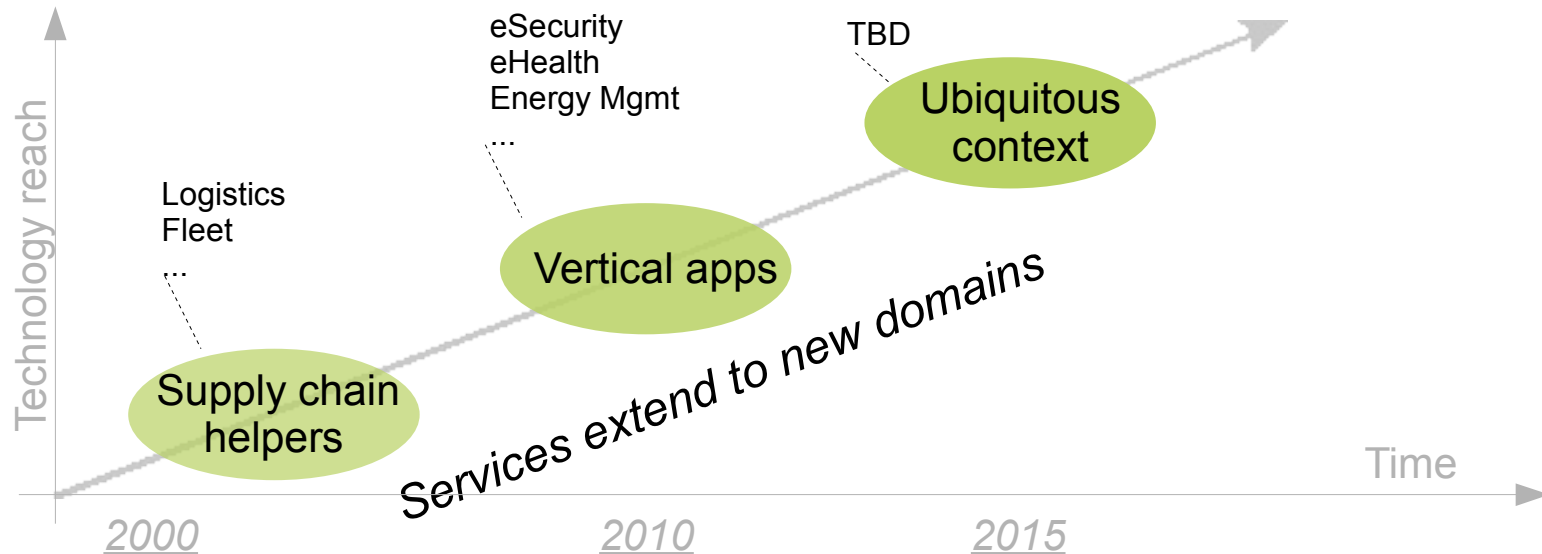 eSecurity
eHealth
Energy Mgmt
...
TBD
Ubiquitous
context
Technology reach
Logistics
Fleet
...
Vertical apps
Services extend to new domains
Supply chain
helpers
Time
2000
2010
2015